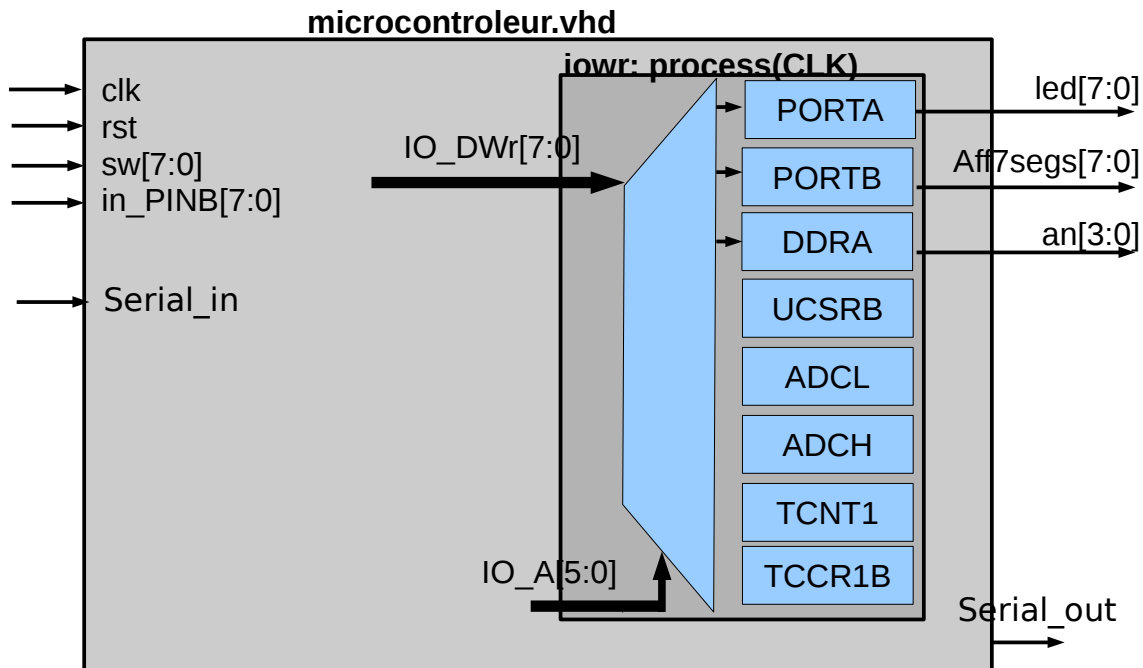 microcontroleur.vhd
iowr: process(CLK)
clk
rst
sw[7:0]
in_PINB[7:0]
Serial_in
IO_DWr[7:0]
IO_A[5:0]
PORTA
PORTB
DDRA
UCSRB
ADCL
ADCH
TCNT1
TCCR1B
led[7:0]
Aff7segs[7:0]
an[3:0]
Serial_out